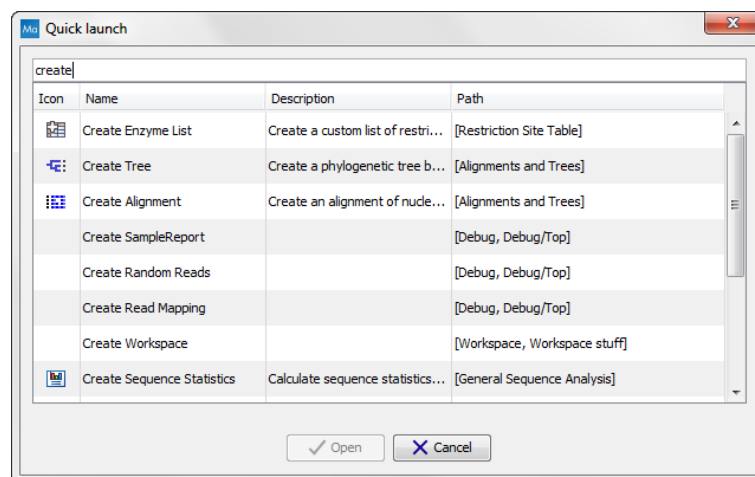 Ma Quick launch
create
Icon Name Description Path
Create Enzyme List Create a custom list of restri... [Restriction Site Table]
Create Tree Create a phylogenetic tree b... [Alignments and Trees]
Create Alignment Create an alignment of nucle... [Alignments and Trees]
Create SampleReport [Debug, Debug/Top]
Create Random Reads [Debug, Debug/Top]
Create Read Mapping [Debug, Debug/Top]
Create Workspace [Workspace, Workspace stuff]
Create Sequence Statistics Calculate sequence statistics... [General Sequence Analysis]
Open Cancel